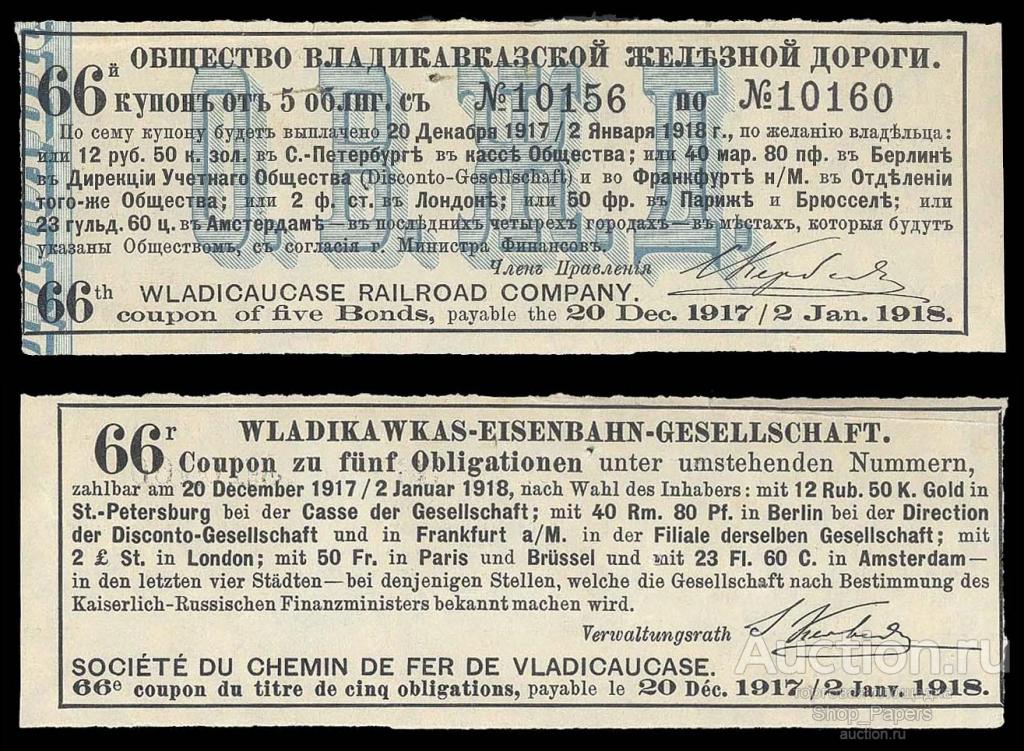 ОБЩЕСТВО ВЛАДИКАВКАЗСКОЙ ЖЕЛѢЗНОЙ ДОРОГИ.
66й купонъ отъ 5 облиг. съ №10156 по №10160
По сему купону будетъ выплачено 20 Декабря 1917/2 Января 1918 г., по желанію владѣльца:
или 12 руб. 50 к. зол. въ С.-Петербургѣ въ кассѣ Общества; или 40 мар. 80 пф. въ Берлинѣ
въ Дирекціи Учетнаго Общества (Disconto-Gesellschaft) и во Франкфуртѣ н/М. въ Отдѣленіи
того-же Общества; или 2 ф. ст. въ Лондонѣ; или 50 фр. въ Парижѣ и Брюсселѣ; или
23 гульд. 60 ц. въ Амстердамѣ—въ послѣднихъ четырехъ городахъ—въ мѣстахъ, которыя будутъ
указаны Обществомъ, съ согласія г. Министра Финансовъ.
Членъ Правленія
66th WLADICAUCASE RAILROAD COMPANY.
coupon of five Bonds, payable the 20 Dec. 1917/2 Jan. 1918.
О.В.Ж.Д.
66r WLADIKAWKAS-EISENBAHN-GESELLSCHAFT.
Coupon zu fünf Obligationen unter umstehenden Nummern,
zahlbar am 20 December 1917/2 Januar 1918, nach Wahl des Inhabers: mit 12 Rub. 50 K. Gold in
St.-Petersburg bei der Casse der Gesellschaft; mit 40 Rm. 80 Pf. in Berlin bei der Direction
der Disconto-Gesellschaft und in Frankfurt a/M. in der Filiale derselben Gesellschaft; mit
2 £ St. in London; mit 50 Fr. in Paris und Brüssel und mit 23 Fl. 60 C. in Amsterdam—
in den letzten vier Städten—bei denjenigen Stellen, welche die Gesellschaft nach Bestimmung des
Kaiserlich-Russischen Finanzministers bekannt machen wird.
Verwaltungsrath
SOCIÉTÉ DU CHEMIN DE FER DE VLADICAUCASE.
66e coupon du titre de cinq obligations, payable le 20 Déc. 1917/2 Janv. 1918.
Auction.ru
Shop_Papers
auction.ru